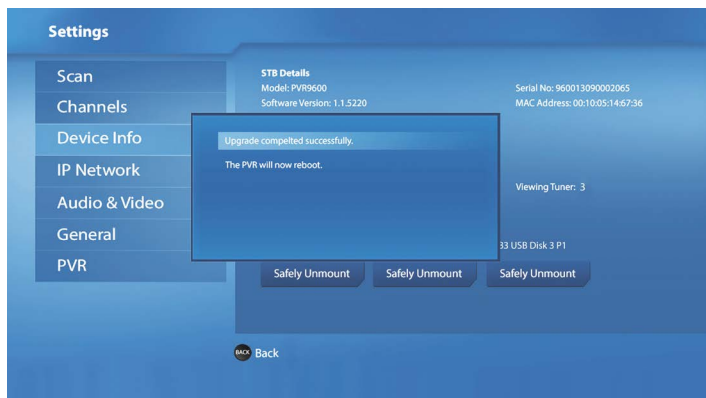 Settings
Scan
Channels
Device Info
IP Network
Audio & Video
General
PVR
STB Details
Model: PVR9600
Serial No: 960013090002065
Software Version: 1.1.5220
MAC Address: 00:10:05:14:67:36
Upgrade compelted successfully.
The PVR will now reboot.
Viewing Tuner: 3
33 USB Disk 3 P1
Safely Unmount
Safely Unmount
Safely Unmount
BACK Back